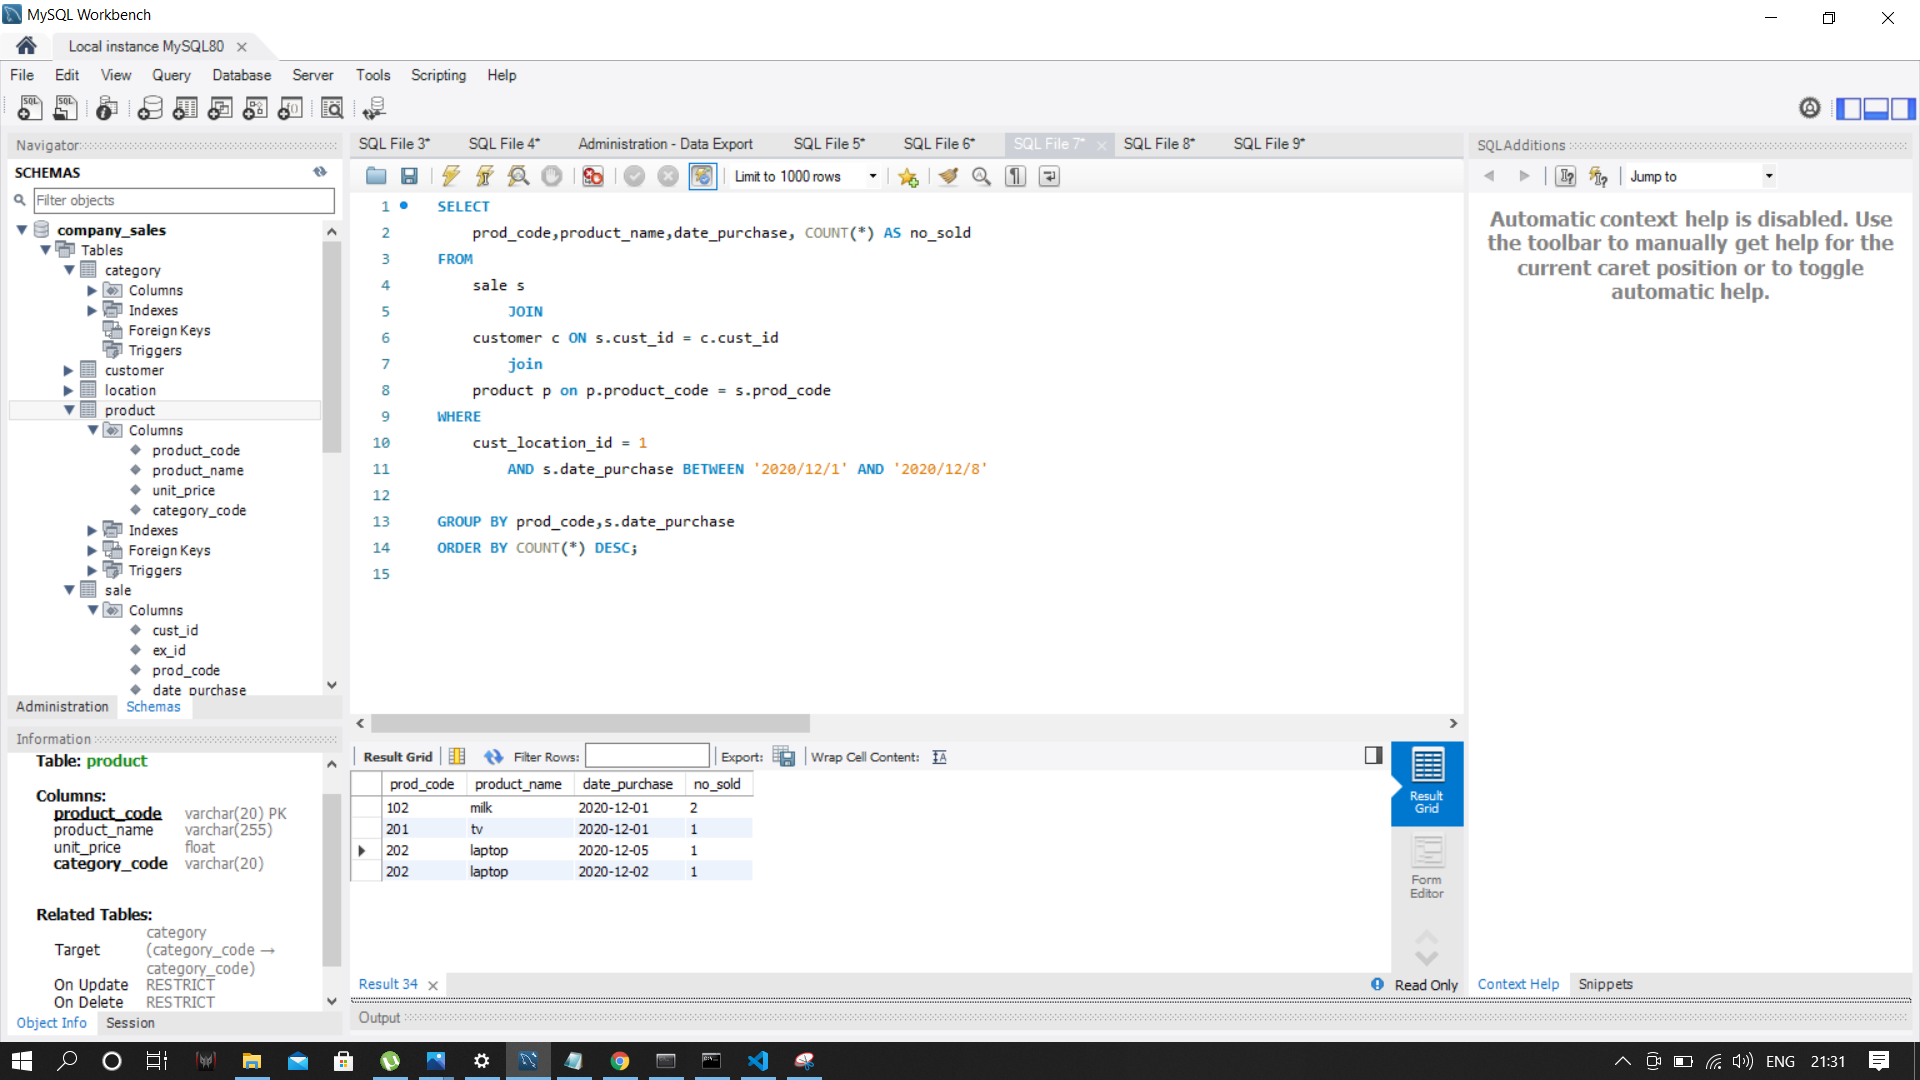 MySQL Workbench
Local instance MySQL80
File Edit View Query Database Server Tools Scripting Help
Navigator
SCHEMAS
Filter objects
company_sales
Tables
category
Columns
Indexes
Foreign Keys
Triggers
customer
location
product
Columns
product_code
product_name
unit_price
category_code
Indexes
Foreign Keys
Triggers
sale
Columns
cust_id
ex_id
prod_code
date_purchase
Administration Schemas
Information
Table: product
Columns:
product_code varchar(20) PK
product_name varchar(255)
unit_price float
category_code varchar(20)
Related Tables:
category
Target (category_code →
category_code)
On Update RESTRICT
On Delete RESTRICT
Object Info Session
SQL File 3* SQL File 4* Administration - Data Export SQL File 5* SQL File 6* SQL File 7* SQL File 8* SQL File 9*
Limit to 1000 rows
1 SELECT
2 prod_code,product_name,date_purchase, COUNT(*) AS no_sold
3 FROM
4 sale s
5 JOIN
6 customer c ON s.cust_id = c.cust_id
7 join
8 product p on p.product_code = s.prod_code
9 WHERE
10 cust_location_id = 1
11 AND s.date_purchase BETWEEN '2020/12/1' AND '2020/12/8'
12
13 GROUP BY prod_code,s.date_purchase
14 ORDER BY COUNT(*) DESC;
15
Result Grid Filter Rows: Export: Wrap Cell Content:
prod_code product_name date_purchase no_sold
102 milk 2020-12-01 2
201 tv 2020-12-01 1
202 laptop 2020-12-05 1
202 laptop 2020-12-02 1
Result
Grid
Form
Editor
Result 34
Read Only
Output
SQLAdditions
Jump to
Automatic context help is disabled. Use
the toolbar to manually get help for the
current caret position or to toggle
automatic help.
Context Help Snippets
ENG 21:31